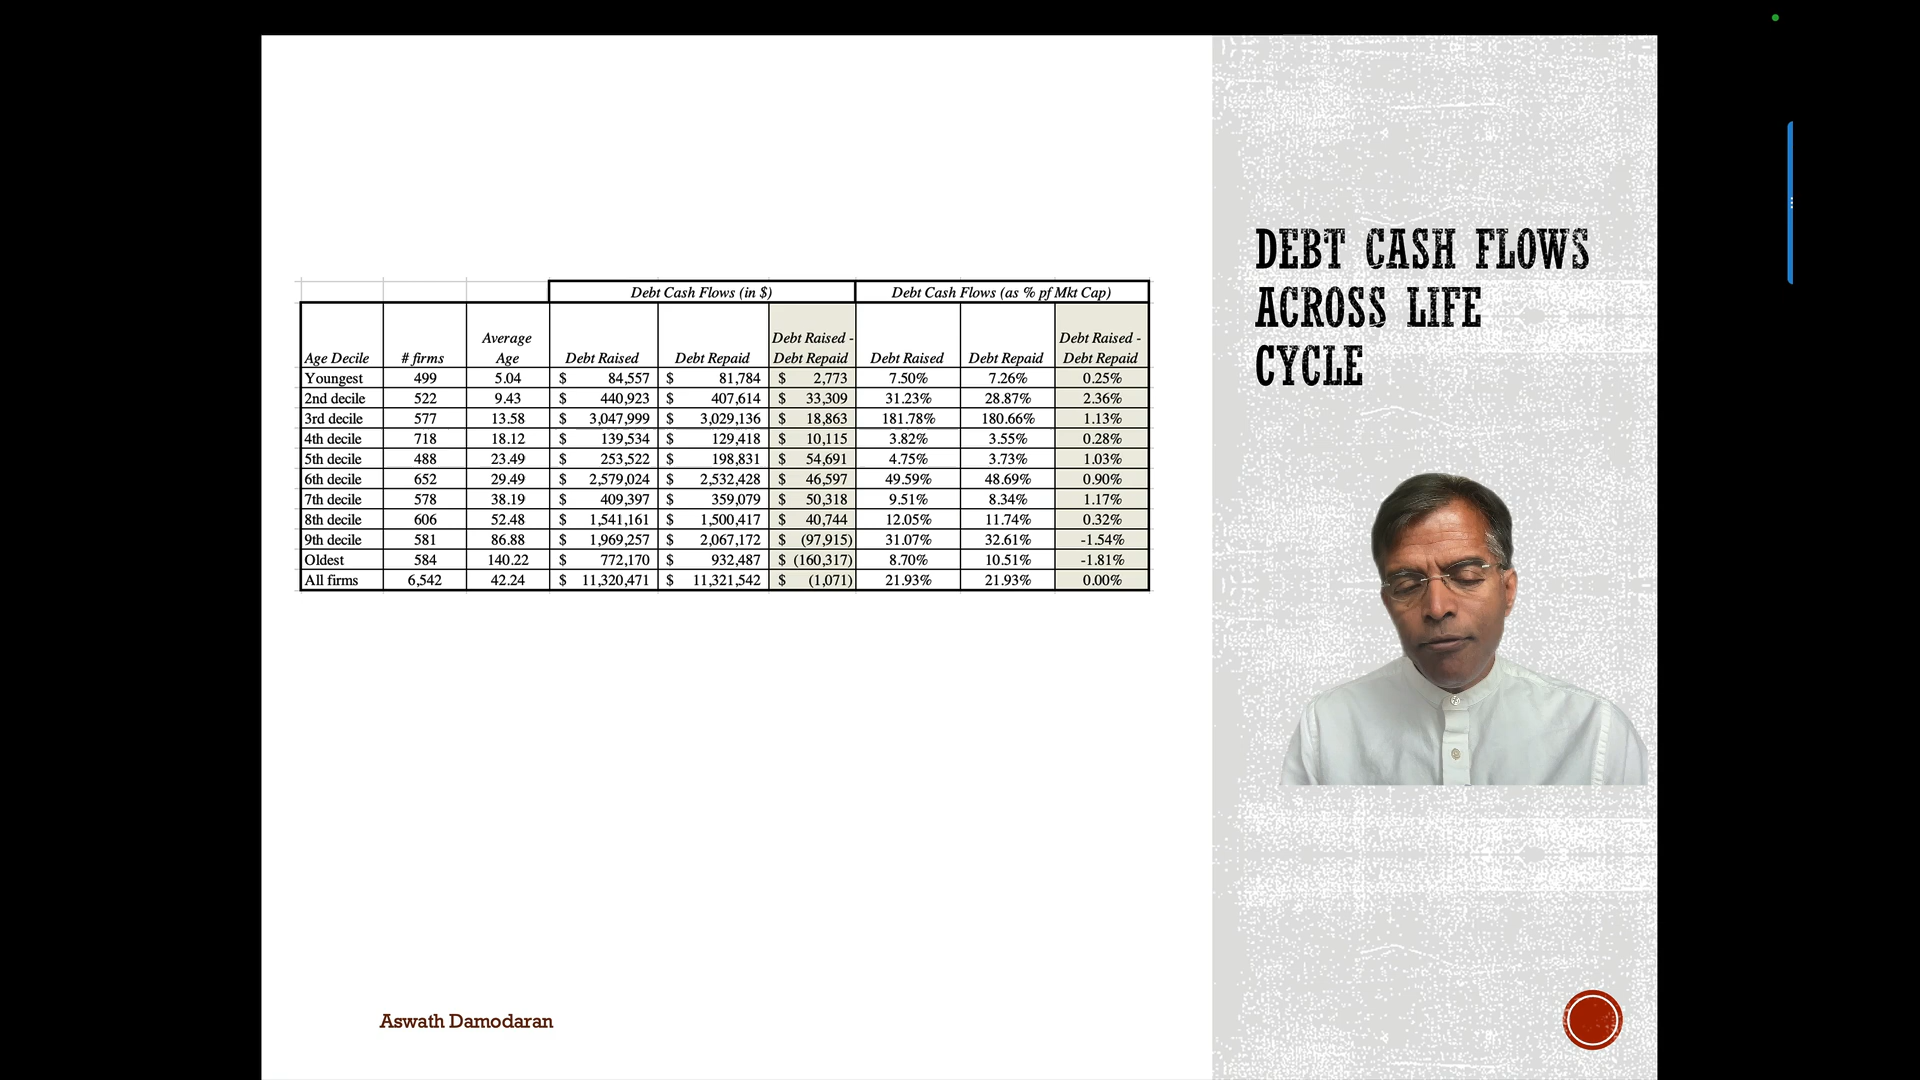 Debt Cash Flows (in $) Debt Cash Flows (as % pf Mkt Cap)
Age Decile # firms Average Age Debt Raised Debt Repaid Debt Raised - Debt Repaid Debt Raised Debt Repaid Debt Raised - Debt Repaid
Youngest 499 5.04 $ 84,557 $ 81,784 $ 2,773 7.50% 7.26% 0.25%
2nd decile 522 9.43 $ 440,923 $ 407,614 $ 33,309 31.23% 28.87% 2.36%
3rd decile 577 13.58 $ 3,047,999 $ 3,029,136 $ 18,863 181.78% 180.66% 1.13%
4th decile 718 18.12 $ 139,534 $ 129,418 $ 10,115 3.82% 3.55% 0.28%
5th decile 488 23.49 $ 253,522 $ 198,831 $ 54,691 4.75% 3.73% 1.03%
6th decile 652 29.49 $ 2,579,024 $ 2,532,428 $ 46,597 49.59% 48.69% 0.90%
7th decile 578 38.19 $ 409,397 $ 359,079 $ 50,318 9.51% 8.34% 1.17%
8th decile 606 52.48 $ 1,541,161 $ 1,500,417 $ 40,744 12.05% 11.74% 0.32%
9th decile 581 86.88 $ 1,969,257 $ 2,067,172 $ (97,915) 31.07% 32.61% -1.54%
Oldest 584 140.22 $ 772,170 $ 932,487 $ (160,317) 8.70% 10.51% -1.81%
All firms 6,542 42.24 $ 11,320,471 $ 11,321,542 $ (1,071) 21.93% 21.93% 0.00%
DEBT CASH FLOWS
ACROSS LIFE
CYCLE
Aswath Damodaran